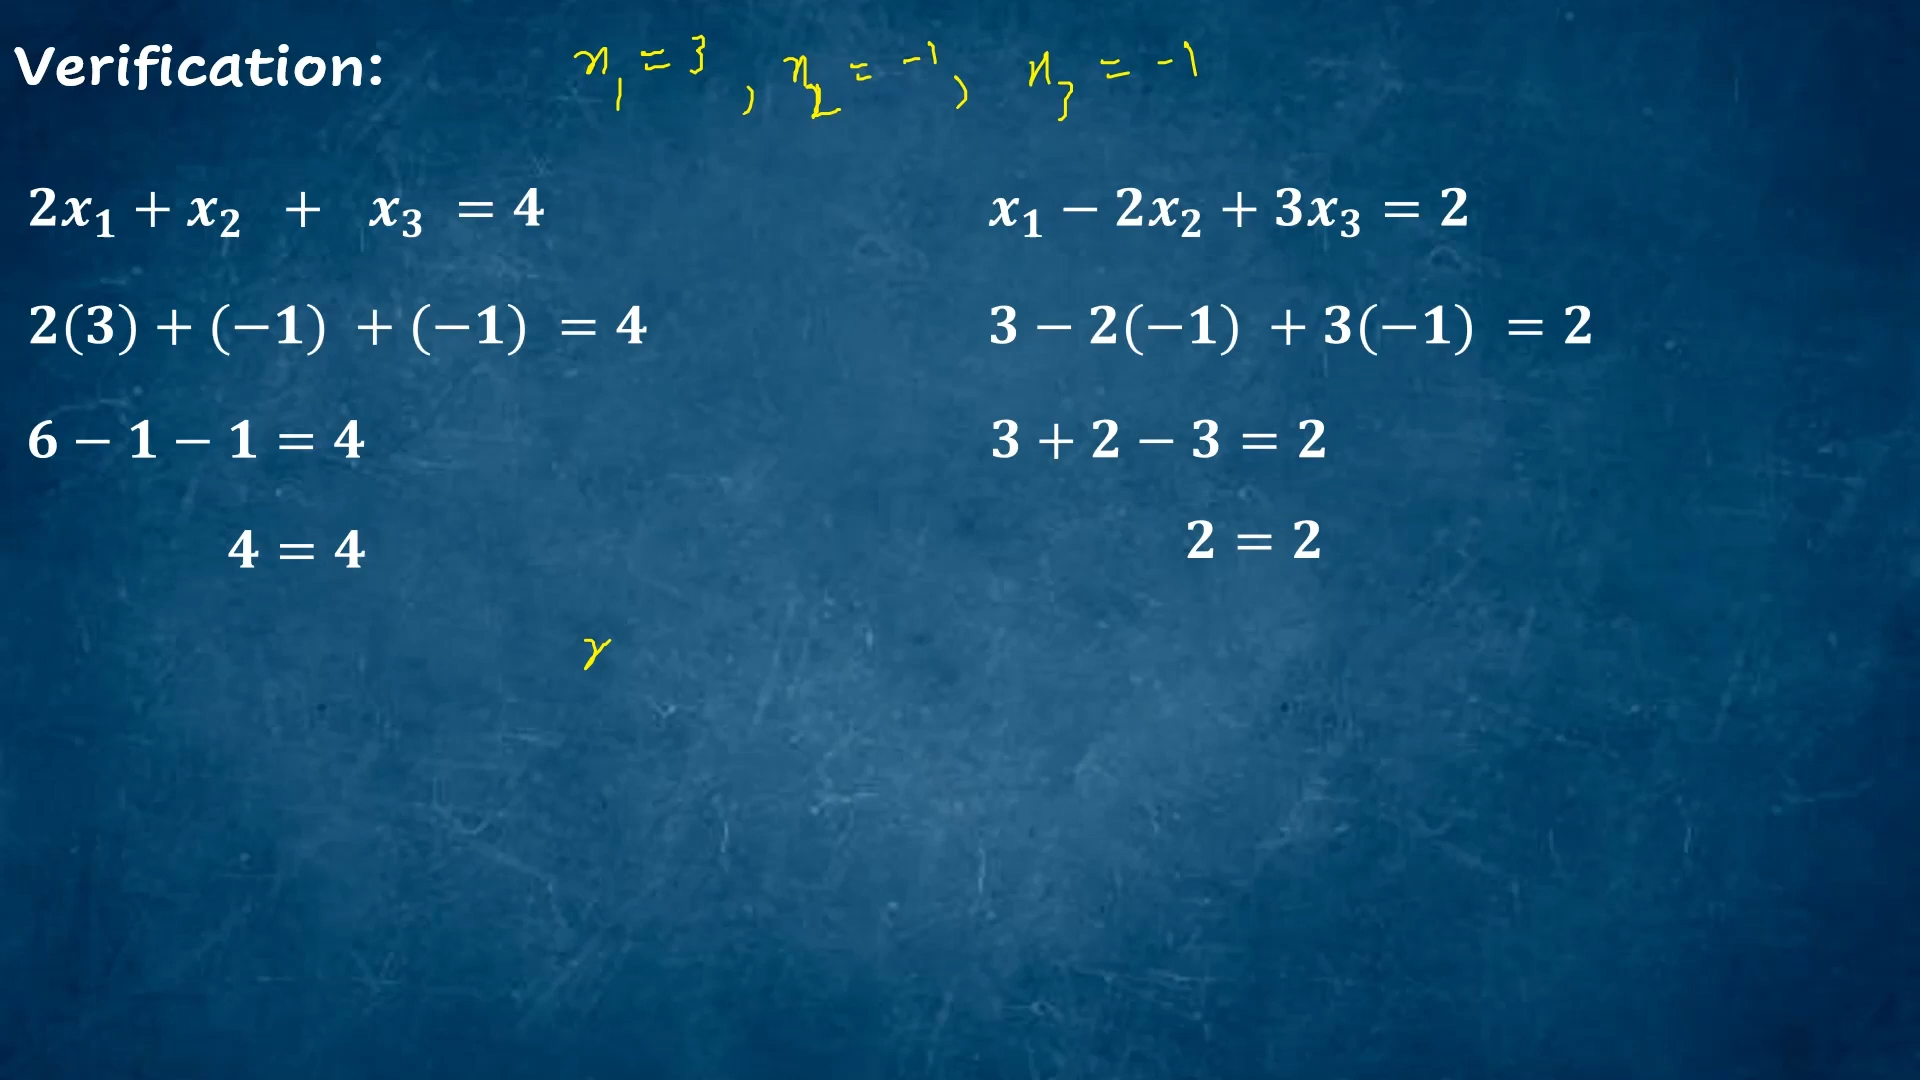 Verification:
x₁ = 3, x₂ = -1, x₃ = -1
2x₁ + x₂ + x₃ = 4
2(3) + (−1) + (−1) = 4
6 − 1 − 1 = 4
4 = 4
x₁ − 2x₂ + 3x₃ = 2
3 − 2(−1) + 3(−1) = 2
3 + 2 − 3 = 2
2 = 2